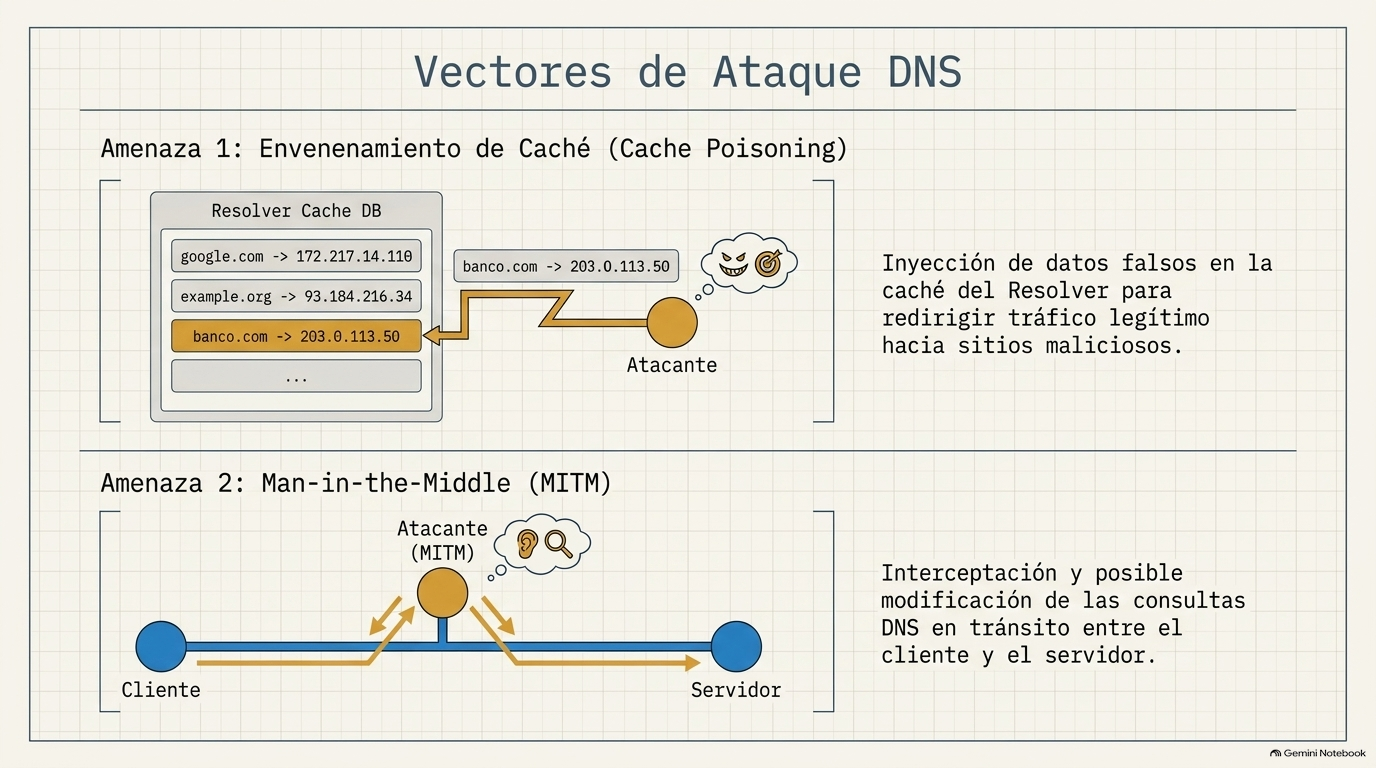 Vectores de Ataque DNS
Amenaza 1: Envenenamiento de Caché (Cache Poisoning)
Resolver Cache DB
google.com -> 172.217.14.110
example.org -> 93.184.216.34
banco.com -> 203.0.113.50
...
banco.com -> 203.0.113.50
Atacante
Inyección de datos falsos en la
caché del Resolver para
redirigir tráfico legítimo
hacia sitios maliciosos.
Amenaza 2: Man-in-the-Middle (MITM)
Atacante
(MITM)
Cliente
Servidor
Interceptación y posible
modificación de las consultas
DNS en tránsito entre el
cliente y el servidor.
Gemini Notebook